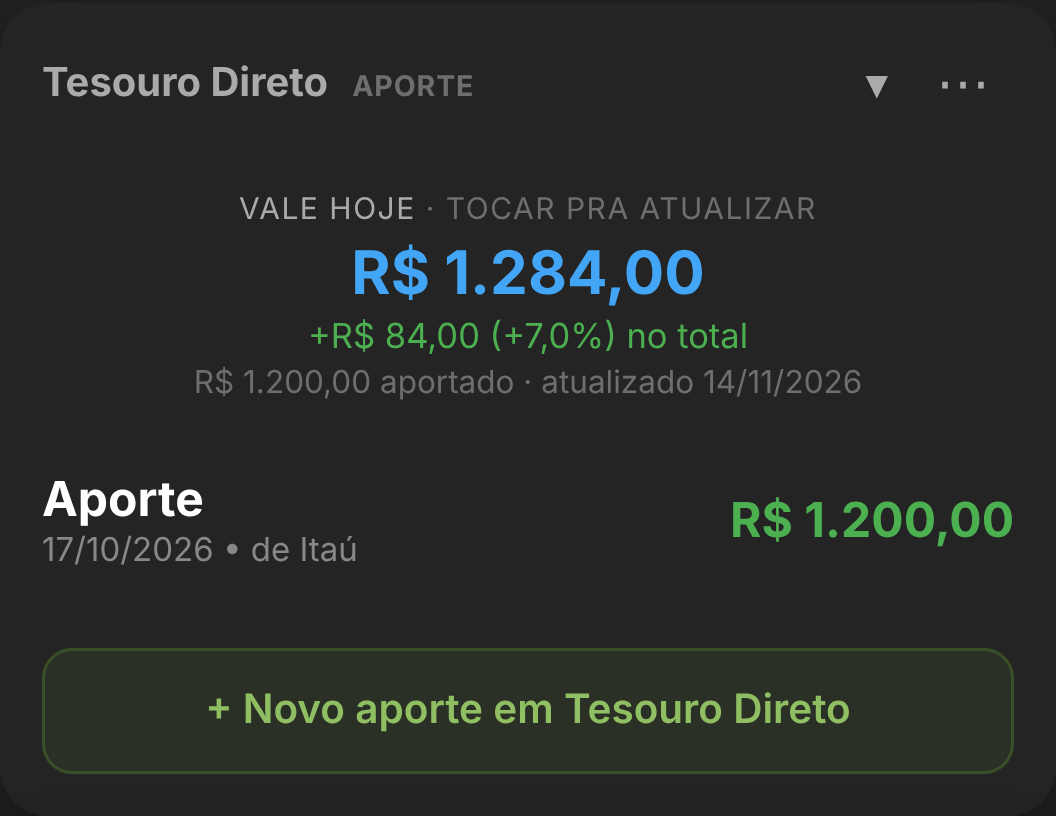 Tesouro Direto APORTE ▼ ···
VALE HOJE · TOCAR PRA ATUALIZAR
R$ 1.284,00
+R$ 84,00 (+7,0%) no total
R$ 1.200,00 aportado · atualizado 14/11/2026
Aporte
R$ 1.200,00
17/10/2026 • de Itaú
+ Novo aporte em Tesouro Direto